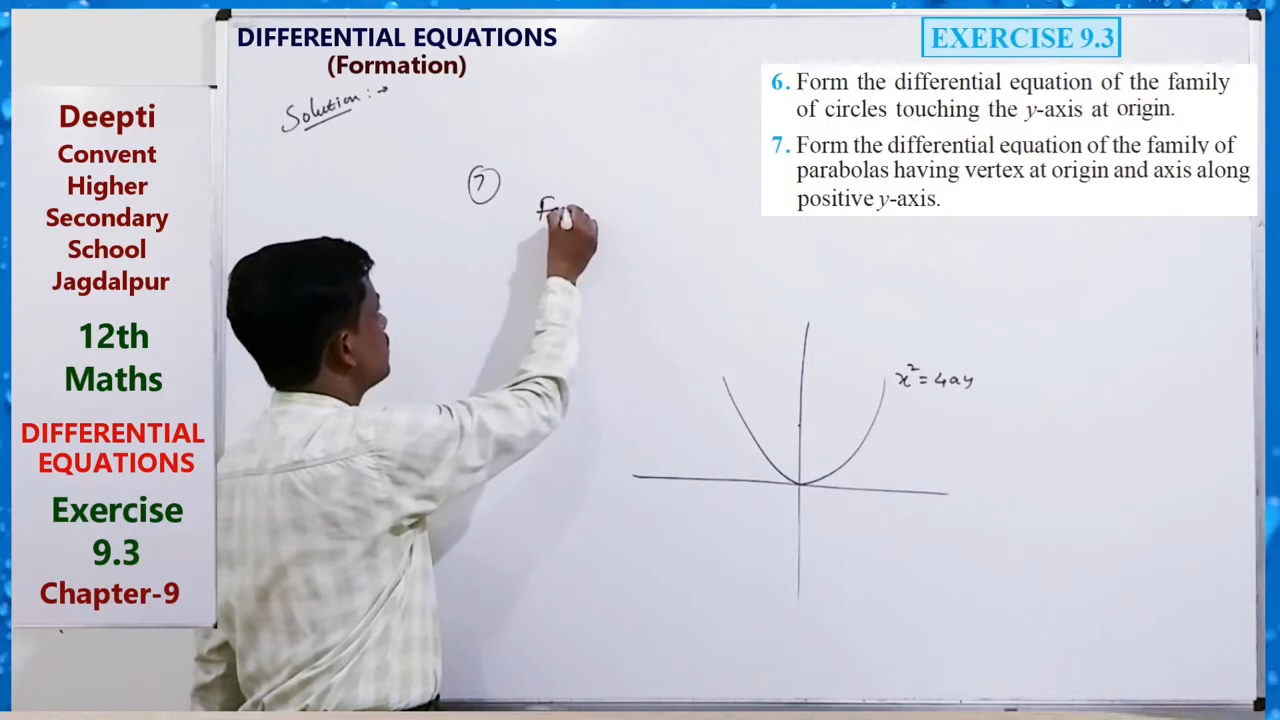 DIFFERENTIAL EQUATIONS
(Formation)
EXERCISE 9.3
6. Form the differential equation of the family
of circles touching the y-axis at origin.
7. Form the differential equation of the family of
parabolas having vertex at origin and axis along
positive y-axis.
Deepti
Convent
Higher
Secondary
School
Jagdalpur
12th
Maths
DIFFERENTIAL
EQUATIONS
Exercise
9.3
Chapter-9
Solution :→
7
x² = 4ay